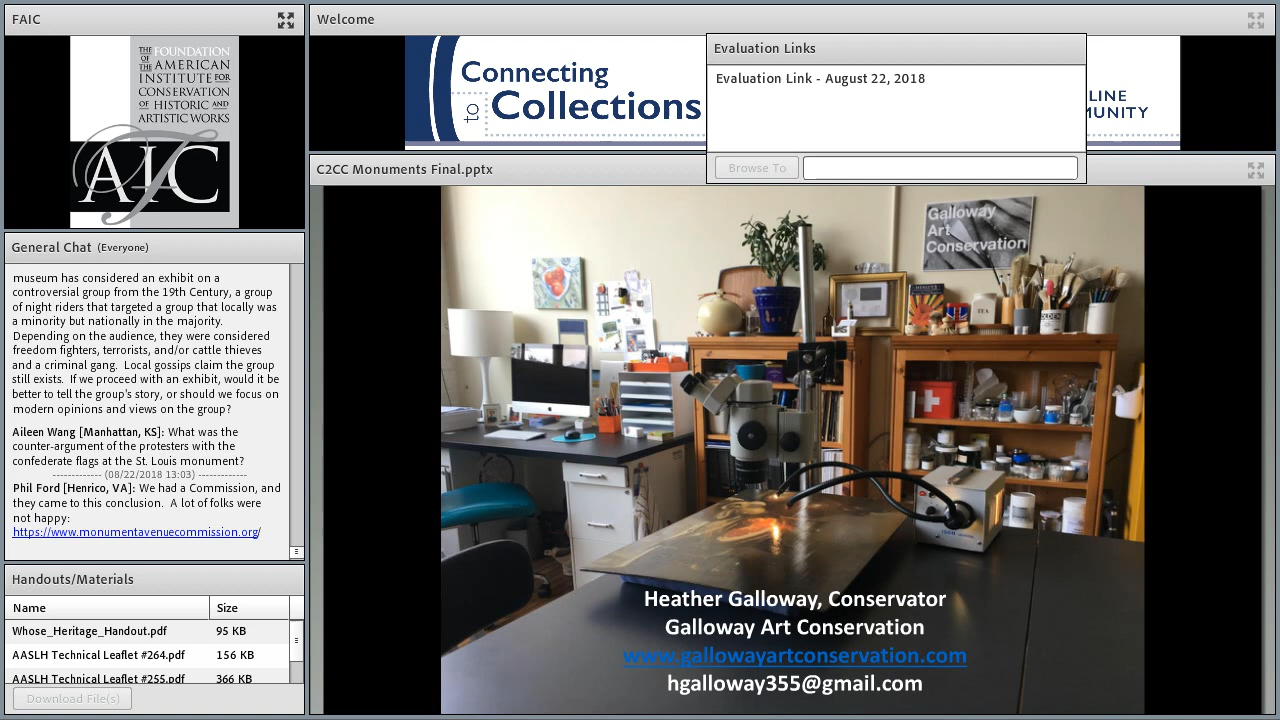 FAIC
THE FOUNDATION
OF THE AMERICAN
INSTITUTE FOR
CONSERVATION
OF HISTORIC AND
ARTISTIC WORKS
AIC
Welcome
Connecting
to Collections
LINE
MUNITY
Evaluation Links
Evaluation Link - August 22, 2018
Browse To
C2CC Monuments Final.pptx
General Chat (Everyone)
museum has considered an exhibit on a
controversial group from the 19th Century, a group
of night riders that targeted a group that locally was
a minority but nationally in the majority.
Depending on the audience, they were considered
freedom fighters, terrorists, and/or cattle thieves
and a criminal gang.  Local gossips claim the group
still exists.  If we proceed with an exhibit, would it be
better to tell the group's story, or should we focus on
modern opinions and views on the group?
Aileen Wang [Manhattan, KS]: What was the
counter-argument of the protesters with the
confederate flags at the St. Louis monument?
------------ (08/22/2018 13:03) ------------
Phil Ford [Henrico, VA]: We had a Commission, and
they came to this conclusion.  A lot of folks were
not happy:
https://www.monumentavenuecommission.org/
Handouts/Materials
Name Size
Whose_Heritage_Handout.pdf 95 KB
AASLH Technical Leaflet #264.pdf 156 KB
AASLH Technical Leaflet #255.pdf 366 KB
Download File(s)
Galloway
Art
Conservation
TEA
GOLDEN
Heather Galloway, Conservator
Galloway Art Conservation
www.gallowayartconservation.com
hgalloway355@gmail.com